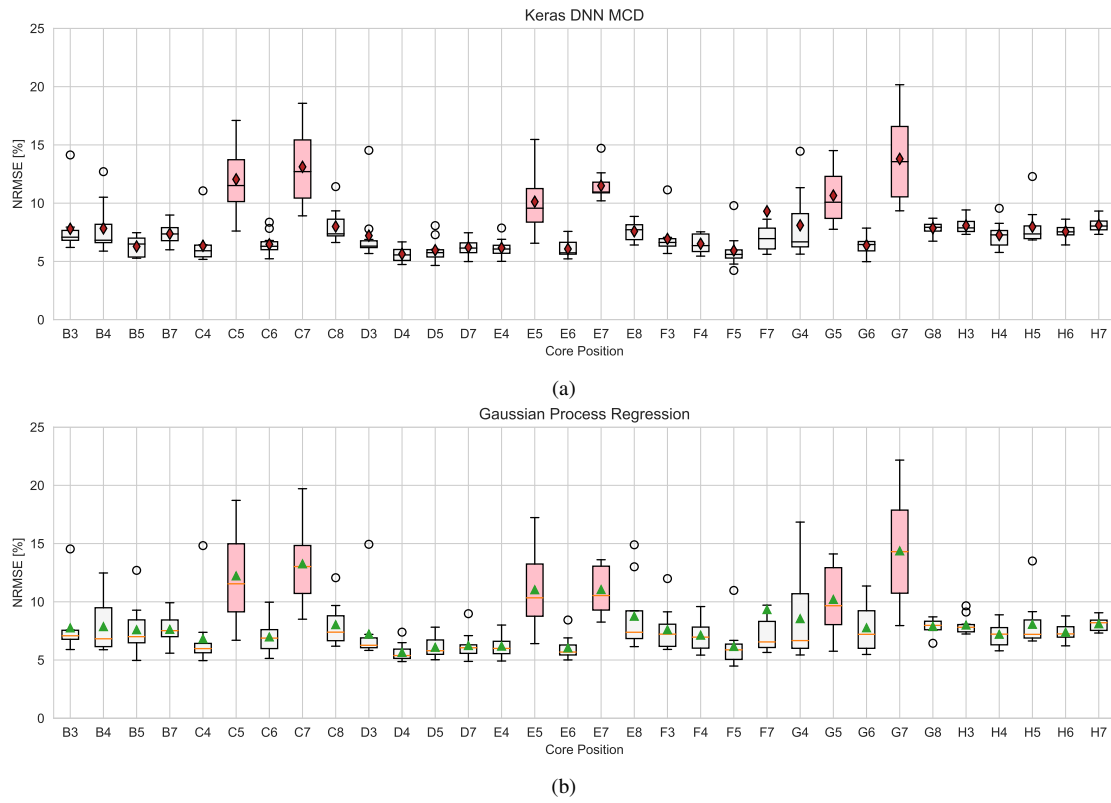 Keras DNN MCD
25
20
15
10
5
0
NRMSE [%]
B3 B4 B5 B7 C4 C5 C6 C7 C8 D3 D4 D5 D7 E4 E5 E6 E7 E8 F3 F4 F5 F7 G4 G5 G6 G7 G8 H3 H4 H5 H6 H7
Core Position
(a)
Gaussian Process Regression
25
20
15
10
5
0
NRMSE [%]
B3 B4 B5 B7 C4 C5 C6 C7 C8 D3 D4 D5 D7 E4 E5 E6 E7 E8 F3 F4 F5 F7 G4 G5 G6 G7 G8 H3 H4 H5 H6 H7
Core Position
(b)